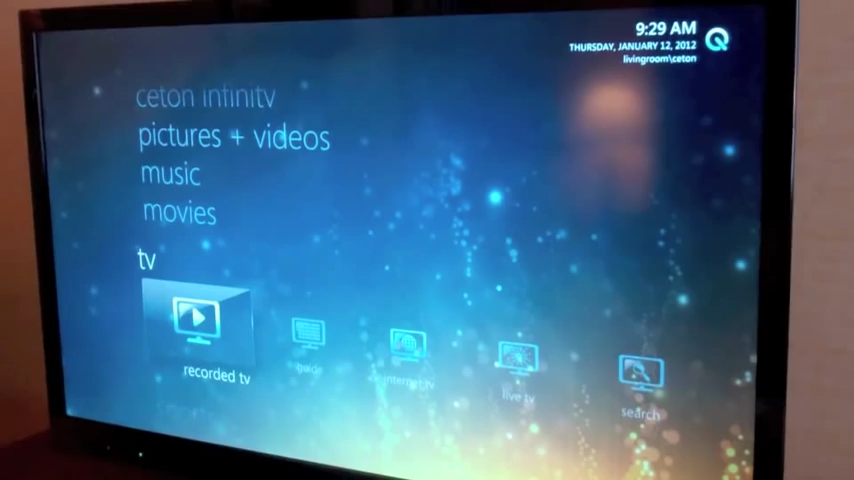 9:29 AM
THURSDAY, JANUARY 12, 2012
livingroom\ceton
ceton infinitv
pictures + videos
music
movies
tv
recorded tv
guide
internet tv
live tv
search